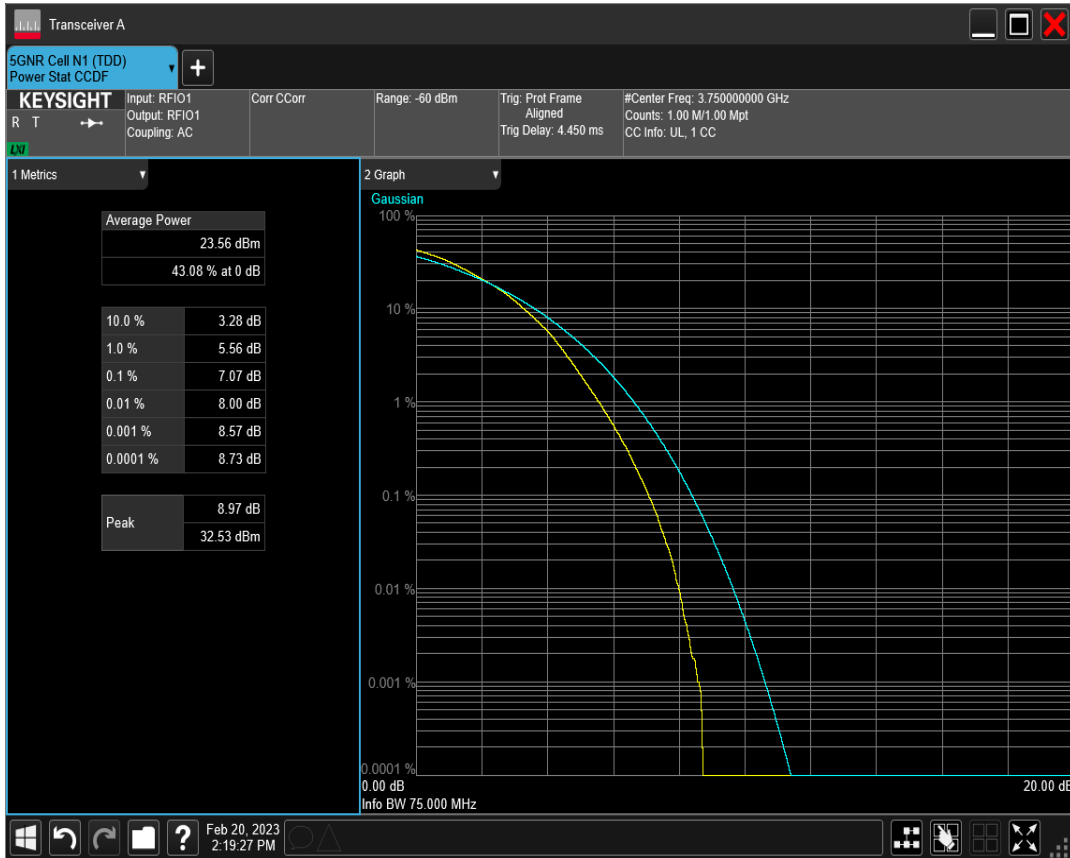 Transceiver A
5GNR Cell N1 (TDD)
Power Stat CCDF
+
KEYSIGHT
R T
LXI
Input: RFIO1
Output: RFIO1
Coupling: AC
Corr CCorr
Range: -60 dBm
Trig: Prot Frame
Aligned
Trig Delay: 4.450 ms
#Center Freq: 3.750000000 GHz
Counts: 1.00 M/1.00 Mpt
CC Info: UL, 1 CC
1 Metrics
Average Power
23.56 dBm
43.08 % at 0 dB
10.0 % 3.28 dB
1.0 % 5.56 dB
0.1 % 7.07 dB
0.01 % 8.00 dB
0.001 % 8.57 dB
0.0001 % 8.73 dB
Peak
8.97 dB
32.53 dBm
2 Graph
Gaussian
100 %
10 %
1 %
0.1 %
0.01 %
0.001 %
0.0001 %
0.00 dB 20.00 dB
Info BW 75.000 MHz
?
Feb 20, 2023
2:19:27 PM